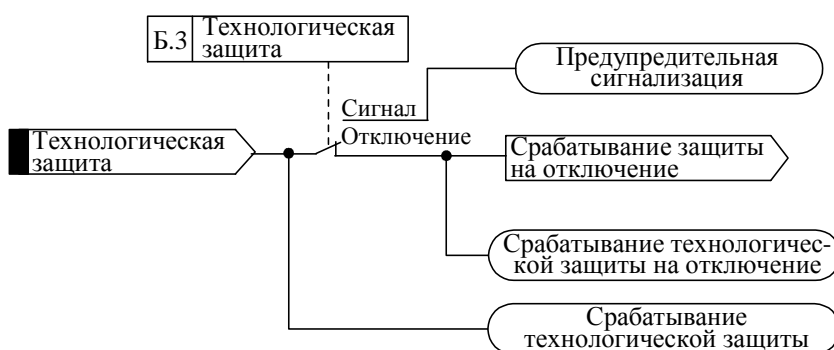 Б.3
Технологическая
защита
Предупредительная
сигнализация
Сигнал
Отключение
Технологическая
защита
Срабатывание защиты
на отключение
Срабатывание технологичес-
кой защиты на отключение
Срабатывание
технологической защиты